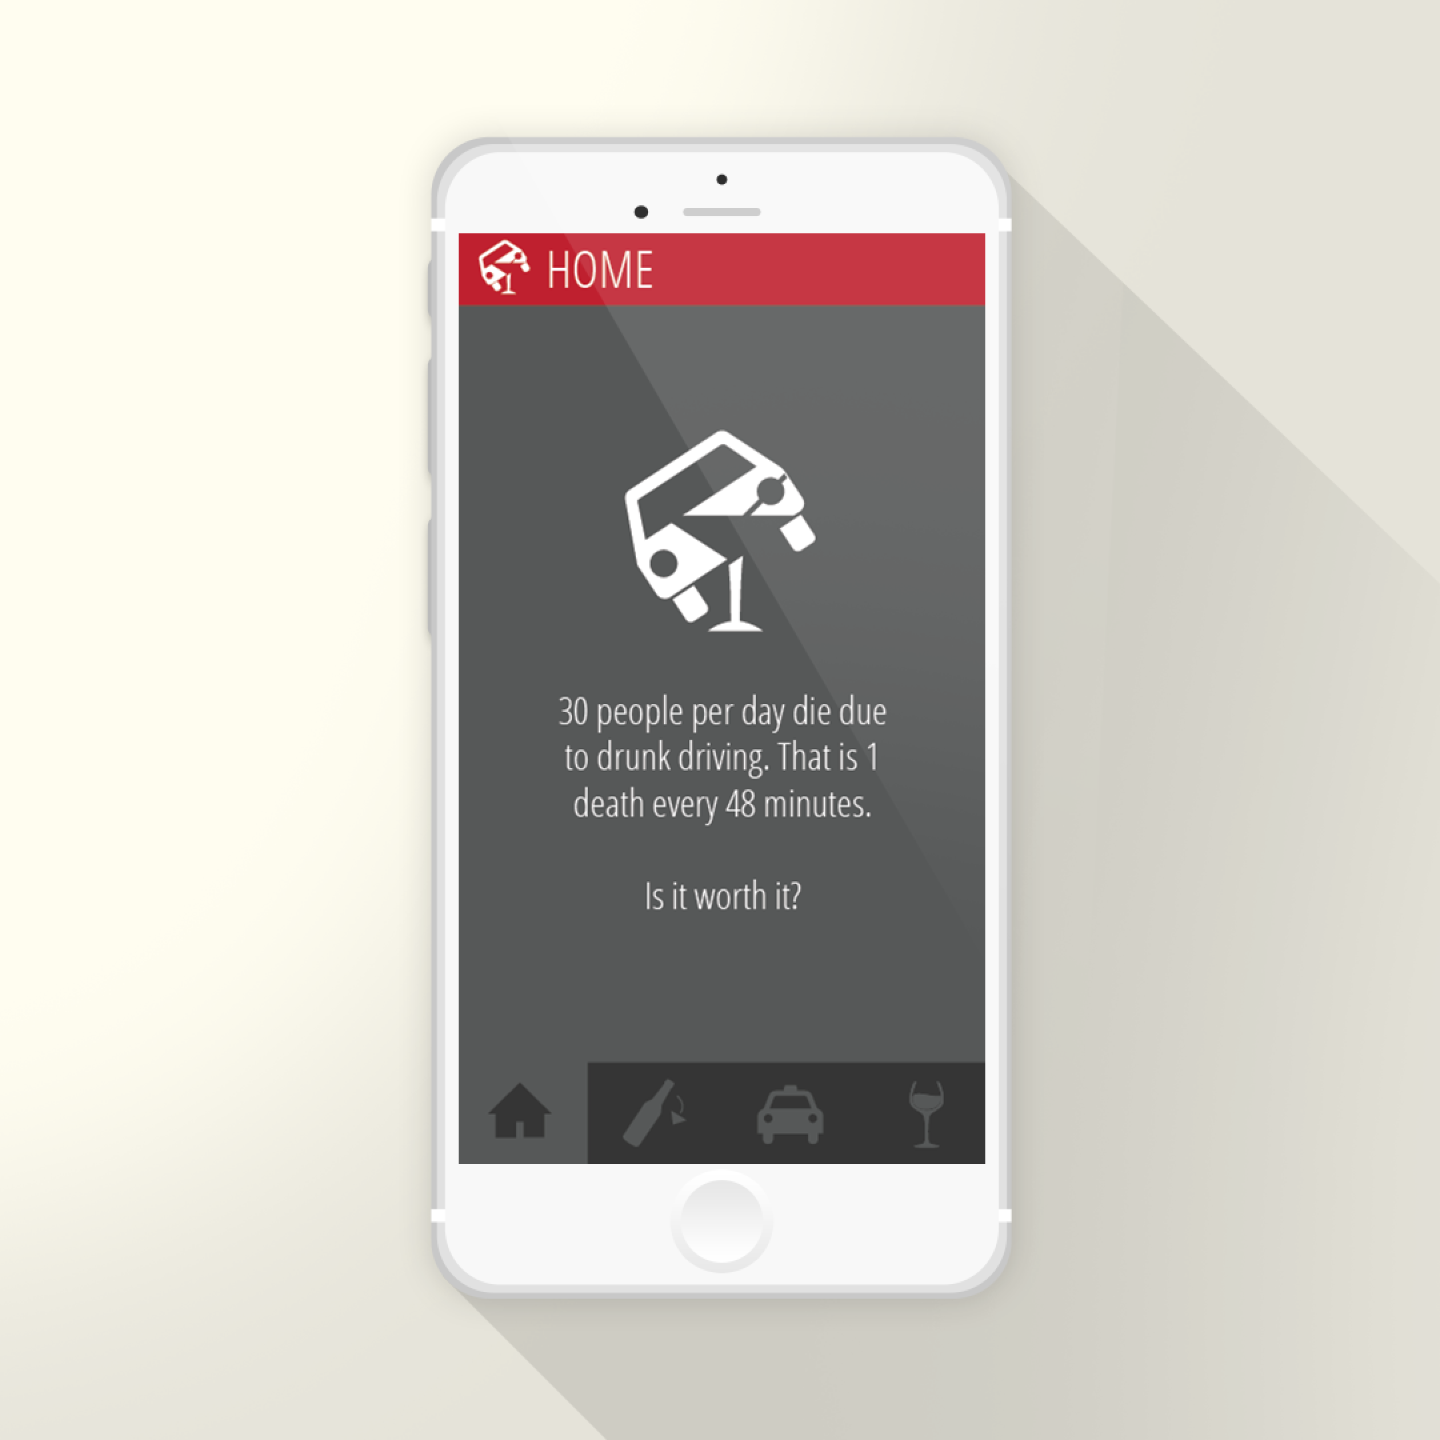 HOME
30 people per day die due
to drunk driving. That is 1
death every 48 minutes.
Is it worth it?